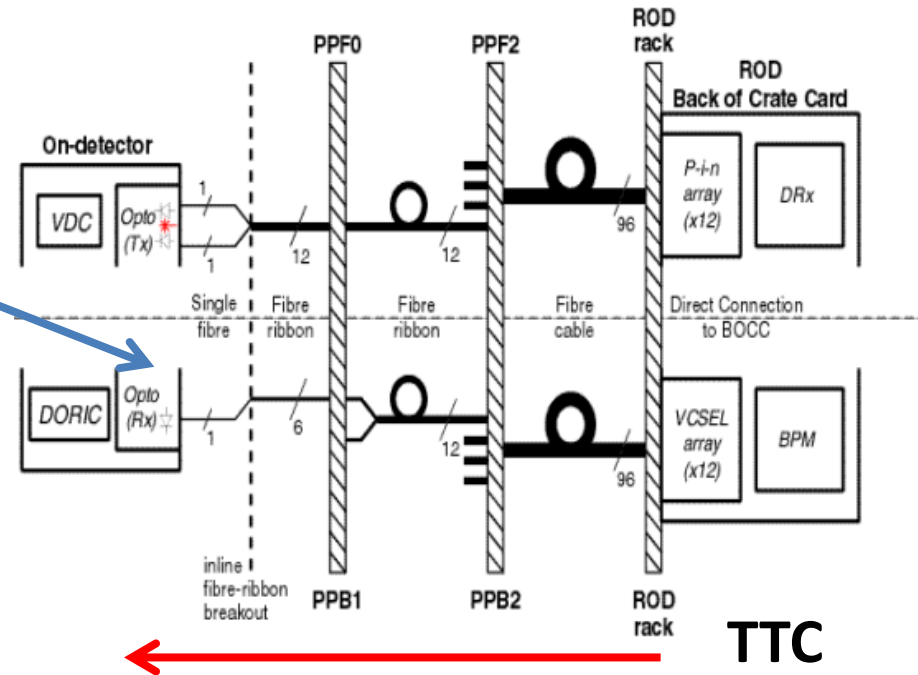 PPF0
PPF2
ROD
rack
ROD
Back of Crate Card
On-detector
VDC
Opto
(Tx)
1
1
12
12
96
P-i-n
array
(x12)
DRx
Single
fibre
Fibre
ribbon
Fibre
ribbon
Fibre
cable
Direct Connection
to BOCC
DORIC
Opto
(Rx)
1
6
12
96
VCSEL
array
(x12)
BPM
inline
fibre-ribbon
breakout
PPB1
PPB2
ROD
rack
TTC